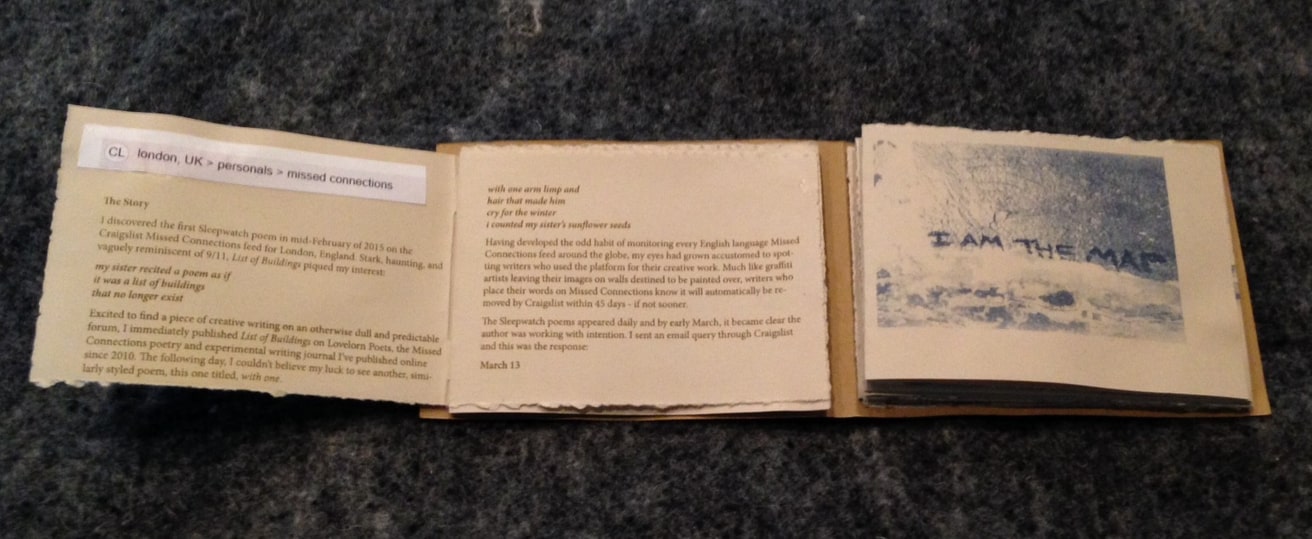 CL london, UK > personals > missed connections
The Story
I discovered the first Sleepwatch poem in mid-February of 2015 on the
Craigslist Missed Connections feed for London, England. Stark, haunting, and
vaguely reminiscent of 9/11, List of Buildings piqued my interest:
my sister recited a poem as if
it was a list of buildings
that no longer exist
Excited to find a piece of creative writing on an otherwise dull and predictable
forum, I immediately published List of Buildings on Lovelorn Poets, the Missed
Connections poetry and experimental writing journal I've published online
since 2010. The following day, I couldn't believe my luck to see another, simi-
larly styled poem, this one titled, with one.
with one arm limp and
hair that made him
cry for the winter
i counted my sister's sunflower seeds
Having developed the odd habit of monitoring every English language Missed
Connections feed around the globe, my eyes had grown accustomed to spot-
ting writers who used the platform for their creative work. Much like graffiti
artists leaving their images on walls destined to be painted over, writers who
place their words on Missed Connections know it will automatically be re-
moved by Craigslist within 45 days - if not sooner.
The Sleepwatch poems appeared daily and by early March, it became clear the
author was working with intention. I sent an email query through Craigslist
and this was the response:
March 13
I AM THE MAP